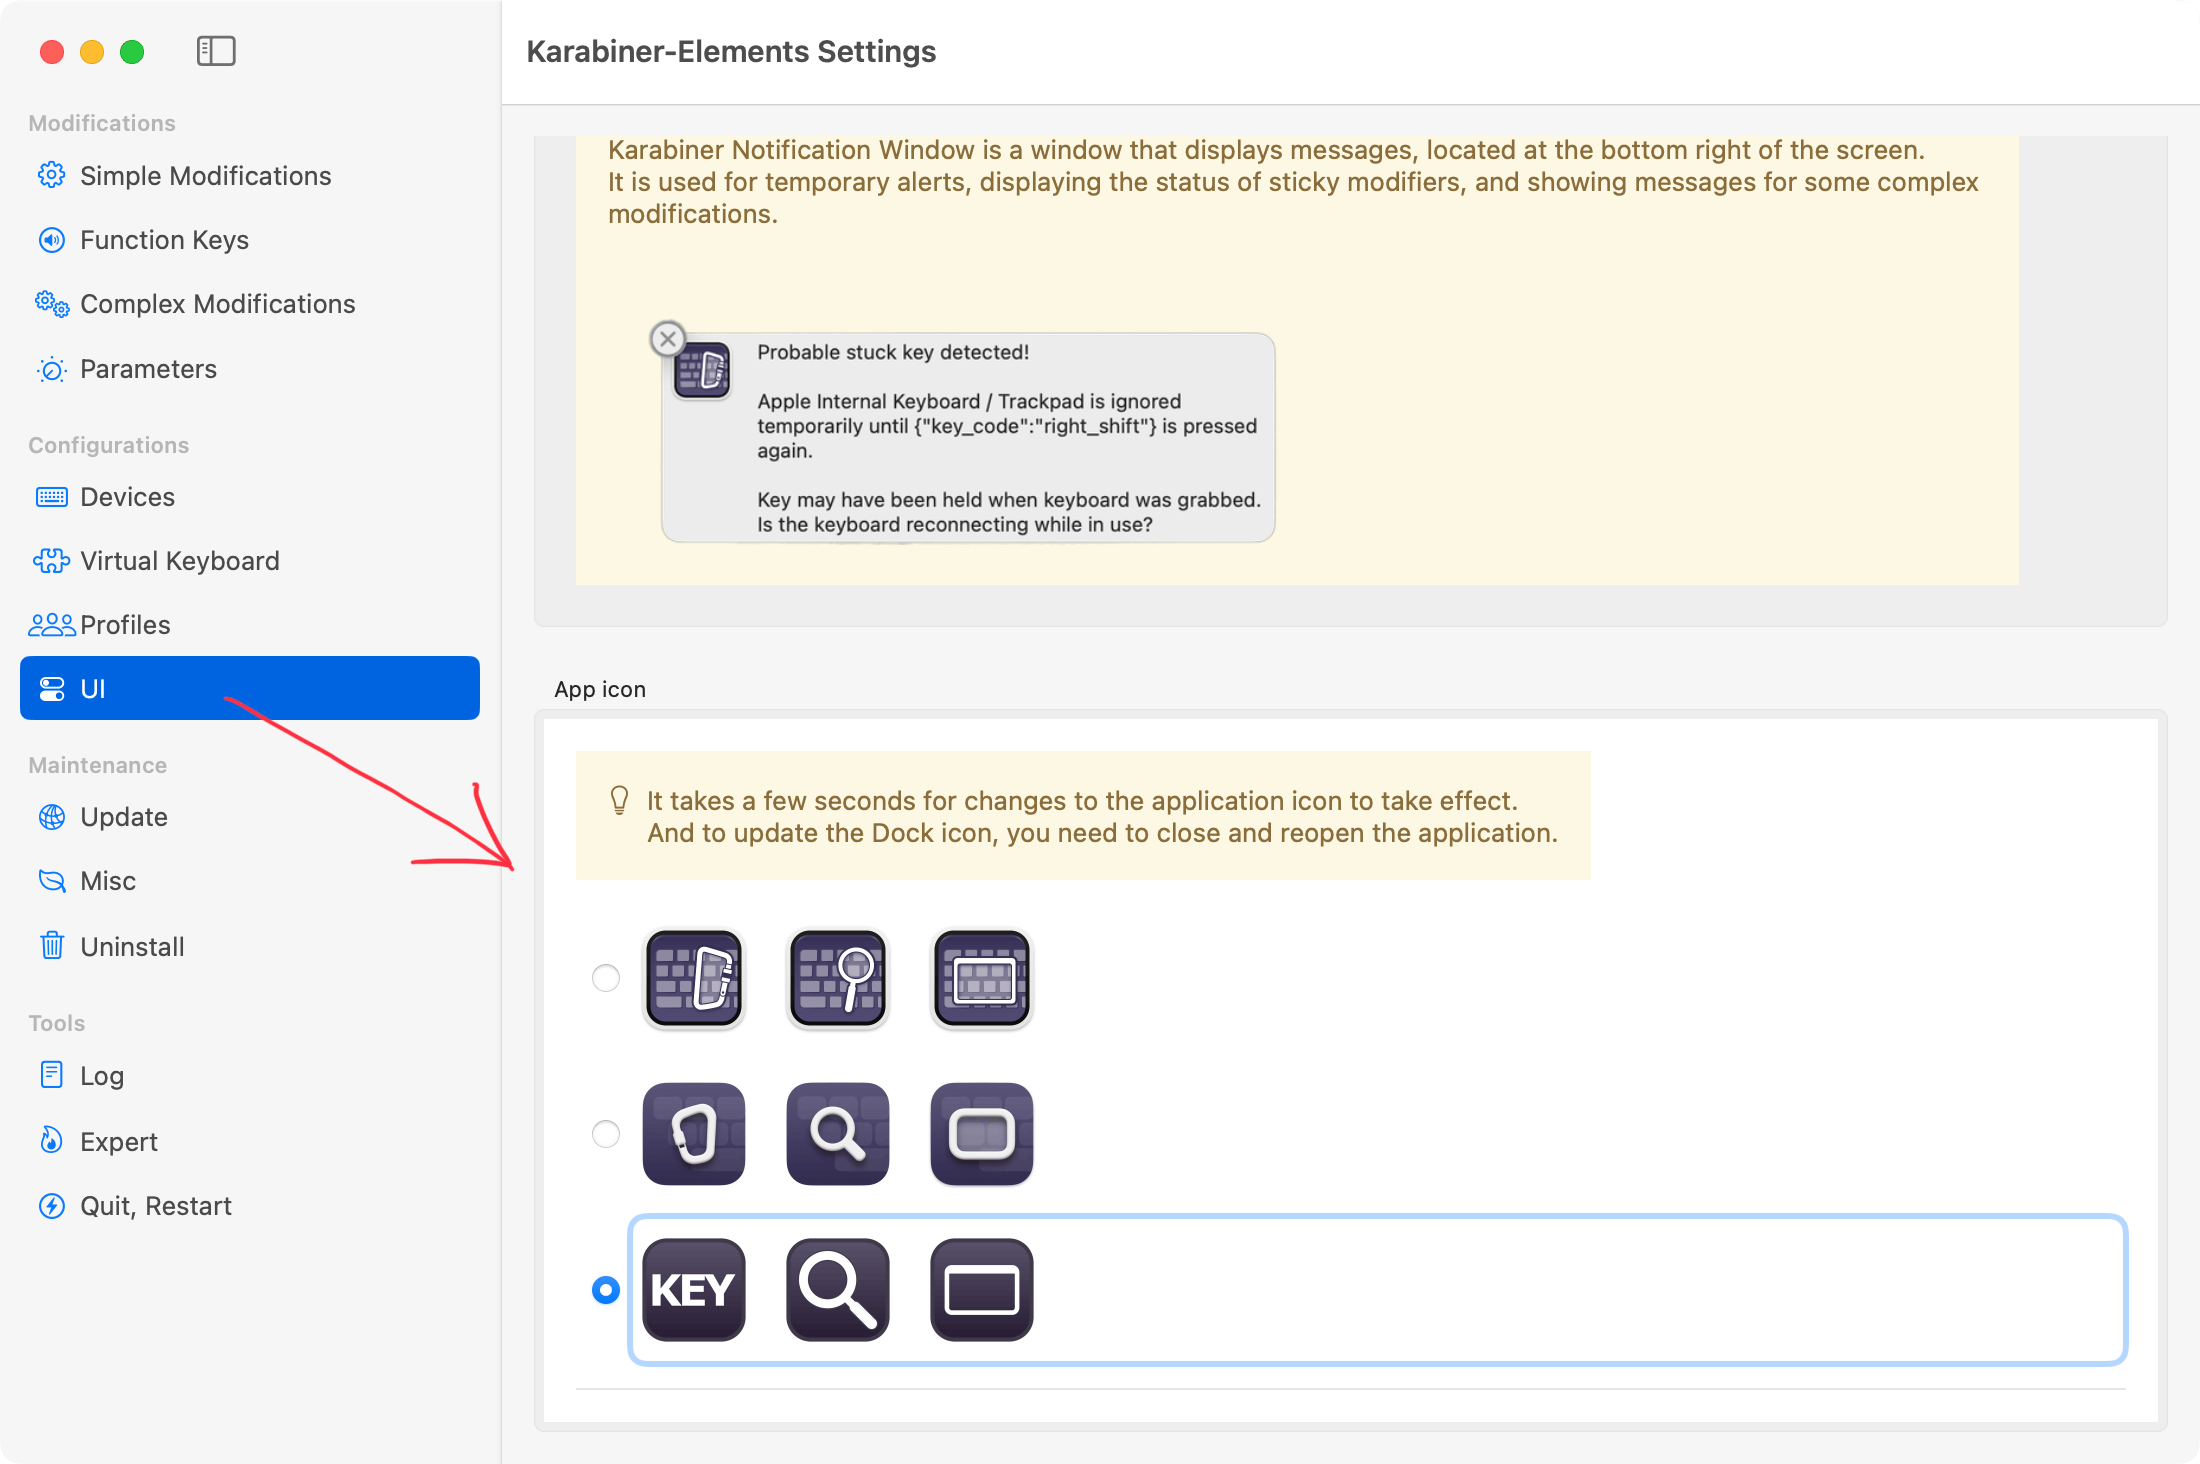 Karabiner-Elements Settings
Modifications
Simple Modifications
Function Keys
Complex Modifications
Parameters
Configurations
Devices
Virtual Keyboard
Profiles
UI
Maintenance
Update
Misc
Uninstall
Tools
Log
Expert
Quit, Restart
Karabiner Notification Window is a window that displays messages, located at the bottom right of the screen.
It is used for temporary alerts, displaying the status of sticky modifiers, and showing messages for some complex
modifications.
Probable stuck key detected!
Apple Internal Keyboard / Trackpad is ignored
temporarily until {"key_code":"right_shift"} is pressed
again.
Key may have been held when keyboard was grabbed.
Is the keyboard reconnecting while in use?
App icon
It takes a few seconds for changes to the application icon to take effect.
And to update the Dock icon, you need to close and reopen the application.
KEY